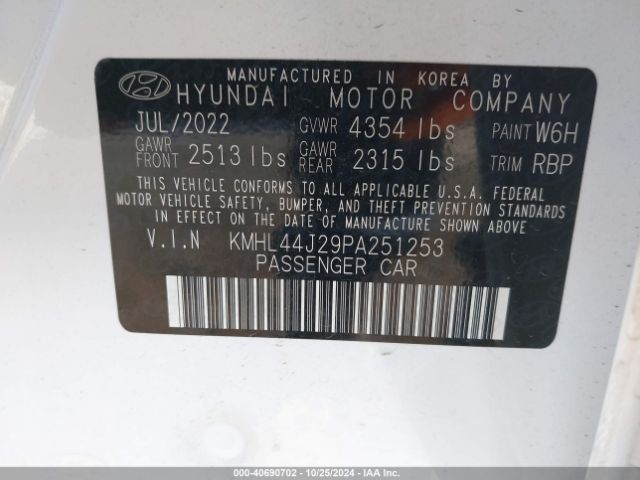 MANUFACTURED IN KOREA BY
HYUNDAI MOTOR COMPANY
JUL/2022 GVWR 4354 lbs PAINT W6H
GAWR FRONT 2513 lbs GAWR REAR 2315 lbs TRIM RBP
THIS VEHICLE CONFORMS TO ALL APPLICABLE U.S.A. FEDERAL
MOTOR VEHICLE SAFETY, BUMPER, AND THEFT PREVENTION STANDARDS
IN EFFECT ON THE DATE OF MANUFACTURE SHOWN ABOVE.
V.I.N KMHL44J29PA251253
PASSENGER CAR
000-40690702 - 10/25/2024 - IAA Inc.